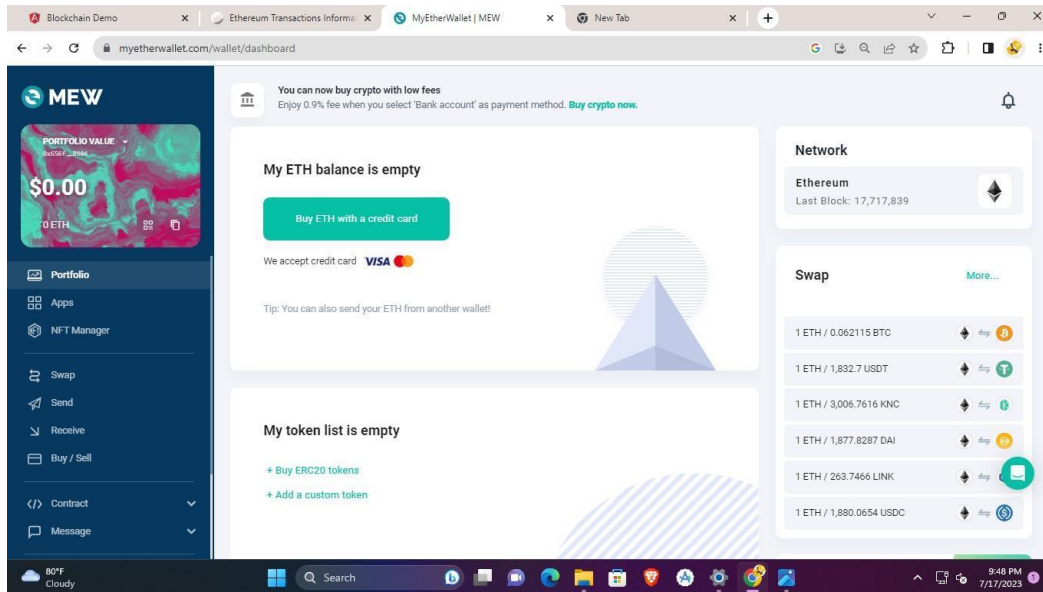 Blockchain Demo
Ethereum Transactions Informa
MyEtherWallet | MEW
New Tab
myetherwallet.com/wallet/dashboard
MEW
PORTFOLIO VALUE
$0.00
0 ETH
Portfolio
Apps
NFT Manager
Swap
Send
Receive
Buy / Sell
Contract
Message
You can now buy crypto with low fees
Enjoy 0.9% fee when you select 'Bank account' as payment method. Buy crypto now.
My ETH balance is empty
Buy ETH with a credit card
We accept credit card VISA
Tip: You can also send your ETH from another wallet!
My token list is empty
+ Buy ERC20 tokens
+ Add a custom token
Network
Ethereum
Last Block: 17,717,839
Swap More...
1 ETH / 0.062115 BTC
1 ETH / 1,832.7 USDT
1 ETH / 3,006.7616 KNC
1 ETH / 1,877.8287 DAI
1 ETH / 263.7466 LINK
1 ETH / 1,880.0654 USDC
80°F
Cloudy
Search
9:48 PM
7/17/2023
1